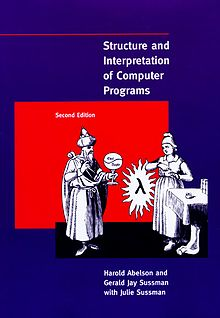 Structure and
Interpretation
of Computer
Programs
Second Edition
λ
Harold Abelson and
Gerald Jay Sussman
with Julie Sussman